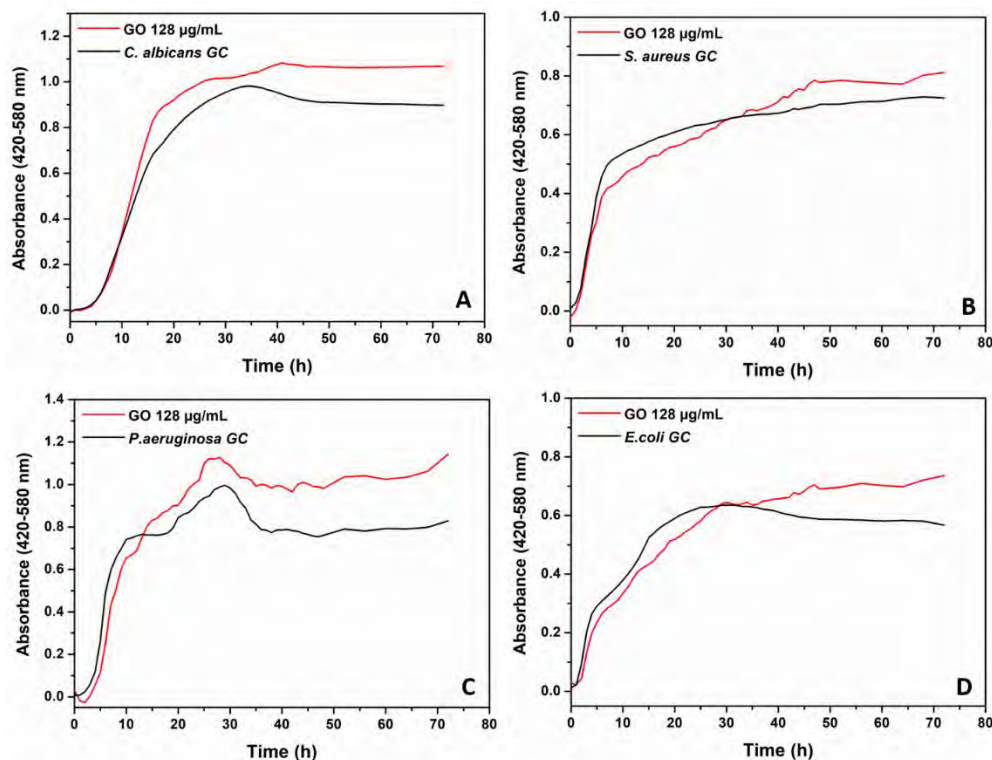 GO 128 µg/mL
C. albicans GC
1.2
1.0
0.8
0.6
0.4
0.2
0.0
Absorbance (420-580 nm)
0 10 20 30 40 50 60 70 80
Time (h)
A
GO 128 µg/mL
S. aureus GC
1.0
0.8
0.6
0.4
0.2
0.0
Absorbance (420-580 nm)
0 10 20 30 40 50 60 70 80
Time (h)
B
GO 128 µg/mL
P.aeruginosa GC
1.4
1.2
1.0
0.8
0.6
0.4
0.2
0.0
Absorbance (420-580 nm)
0 10 20 30 40 50 60 70 80
Time (h)
C
GO 128 µg/mL
E.coli GC
1.0
0.8
0.6
0.4
0.2
0.0
Absorbance (420-580 nm)
0 10 20 30 40 50 60 70 80
Time (h)
D